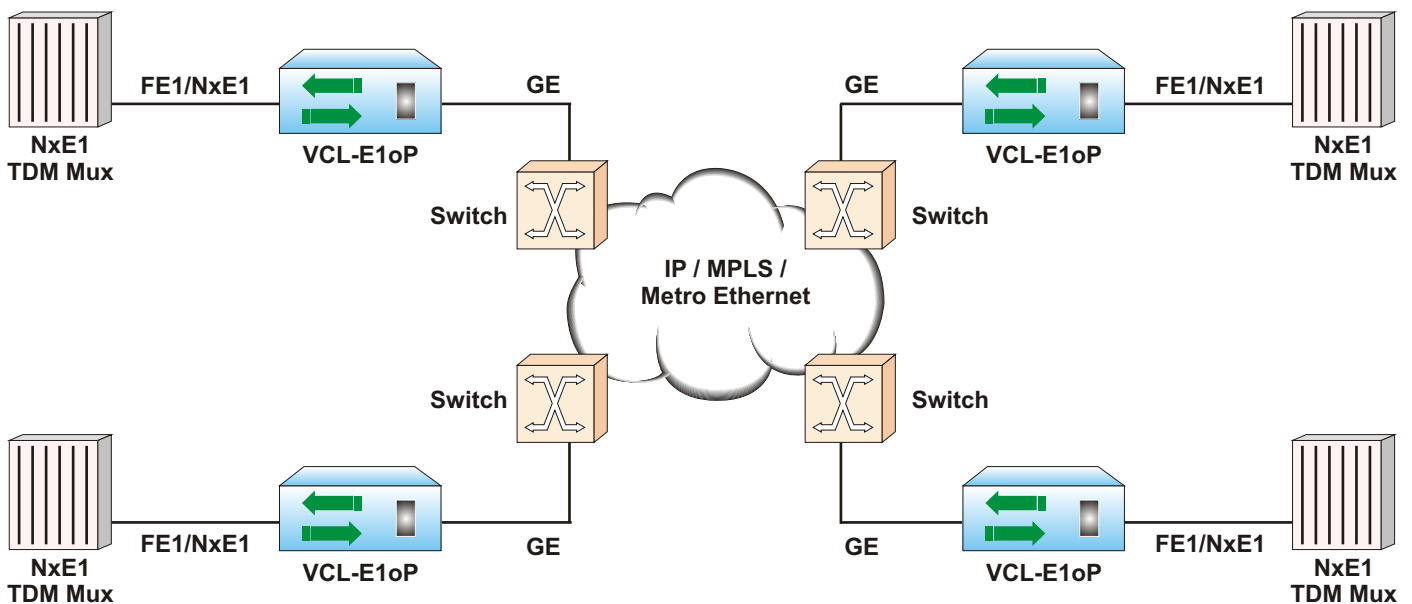 FE1/NxE1
GE
GE
FE1/NxE1
NxE1
TDM Mux
VCL-E1oP
VCL-E1oP
NxE1
TDM Mux
Switch
Switch
IP / MPLS /
Metro Ethernet
Switch
Switch
FE1/NxE1
GE
GE
FE1/NxE1
NxE1
TDM Mux
VCL-E1oP
VCL-E1oP
NxE1
TDM Mux